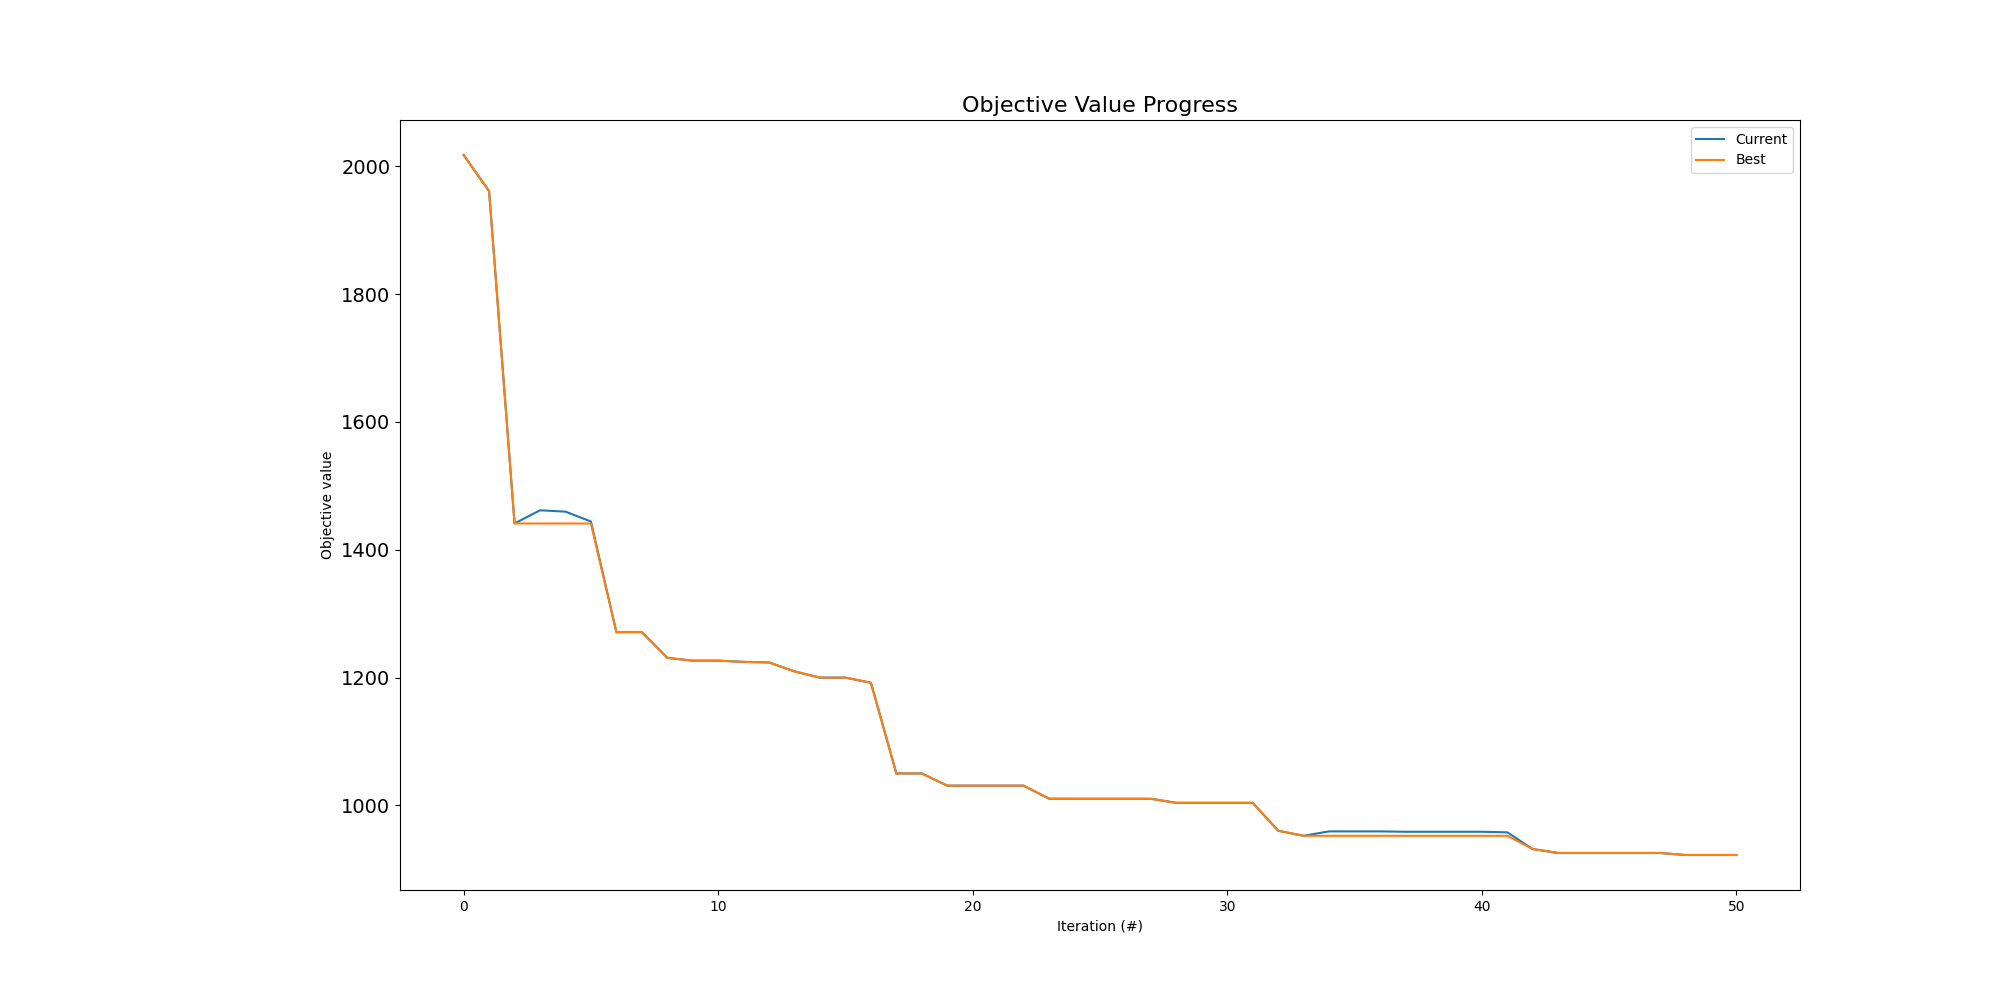 Objective Value Progress
Current
Best
2000
1800
1600
1400
1200
1000
Objective value
0 10 20 30 40 50
Iteration (#)